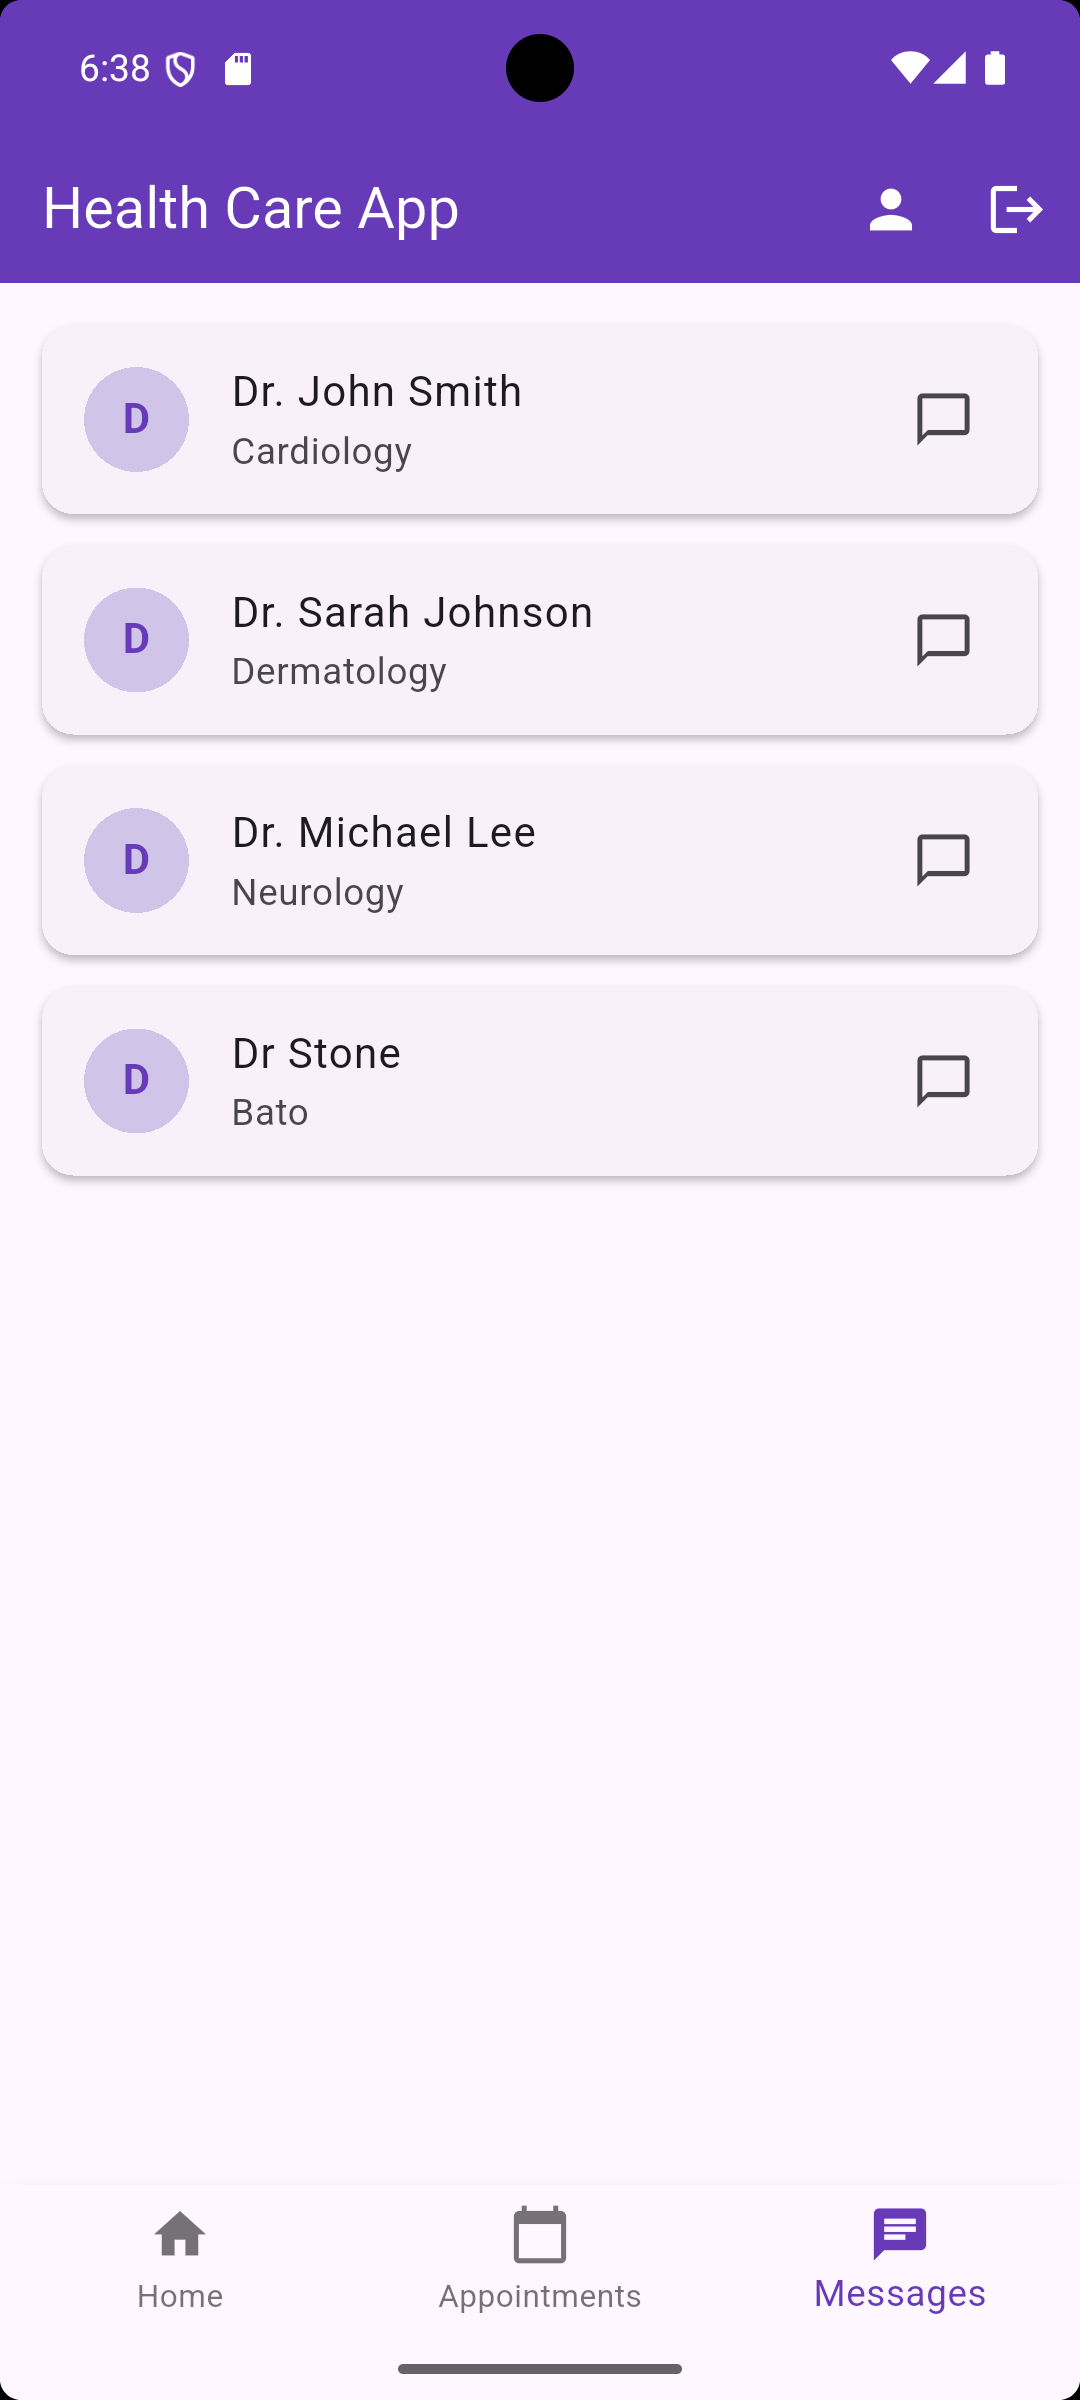 6:38
Health Care App
D
Dr. John Smith
Cardiology
D
Dr. Sarah Johnson
Dermatology
D
Dr. Michael Lee
Neurology
D
Dr Stone
Bato
Home
Appointments
Messages